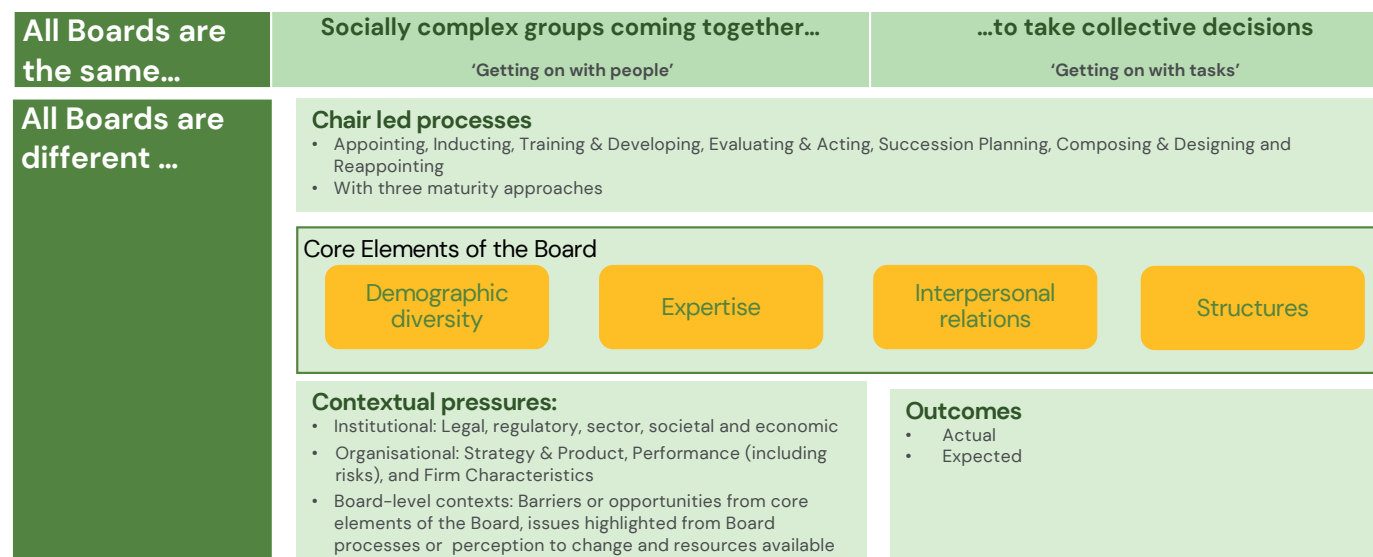 All Boards are
the same…
Socially complex groups coming together…
‘Getting on with people’
…to take collective decisions
‘Getting on with tasks’
All Boards are
different …
Chair led processes
• Appointing, Inducting, Training & Developing, Evaluating & Acting, Succession Planning, Composing & Designing and
Reappointing
• With three maturity approaches
Core Elements of the Board
Demographic
diversity
Expertise
Interpersonal
relations
Structures
Contextual pressures:
• Institutional: Legal, regulatory, sector, societal and economic
• Organisational: Strategy & Product, Performance (including
risks), and Firm Characteristics
• Board-level contexts: Barriers or opportunities from core
elements of the Board, issues highlighted from Board
processes or perception to change and resources available
Outcomes
• Actual
• Expected